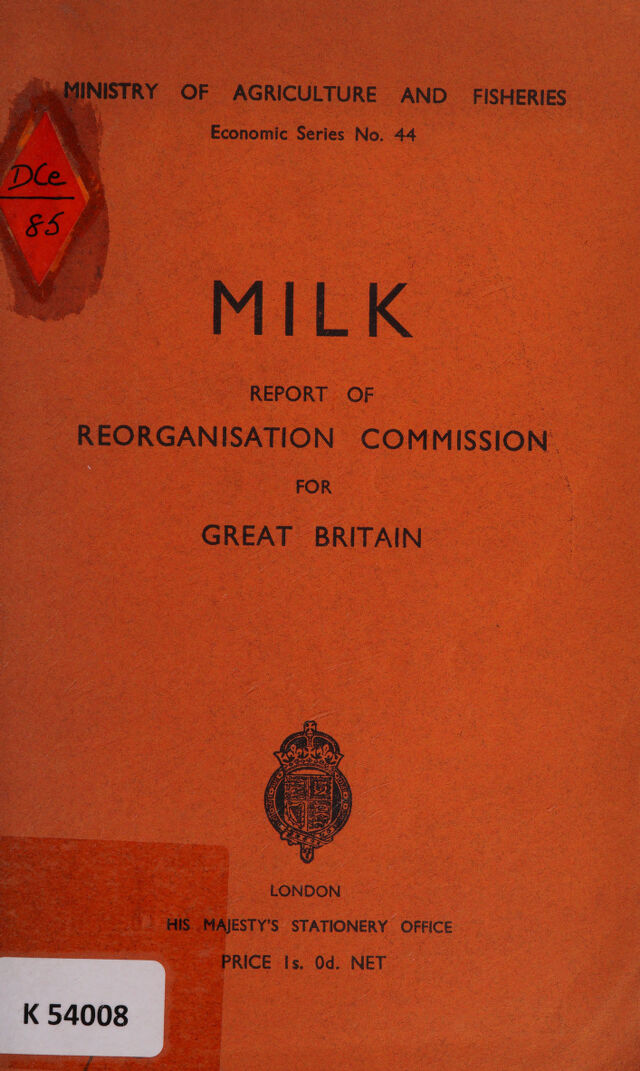 MINISTRY OF AGRICULTURE AND FISHERIES
Economic Series No. 44
DCe
85
MILK
REPORT OF
REORGANISATION COMMISSION
FOR
GREAT BRITAIN
LONDON
HIS MAJESTY'S STATIONERY OFFICE
PRICE 1s. 0d. NET
K 54008